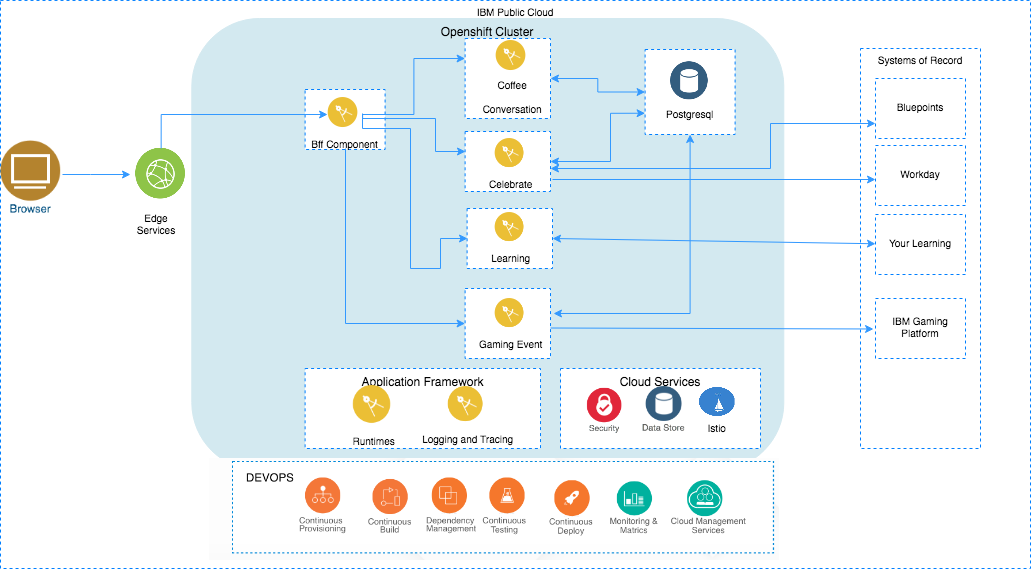 IBM Public Cloud
Openshift Cluster
Coffee
Conversation
Bff Component
Celebrate
Learning
Gaming Event
Postgresql
Browser
Edge
Services
Systems of Record
Bluepoints
Workday
Your Learning
IBM Gaming
Platform
Application Framework
Runtimes
Logging and Tracing
Cloud Services
Security
Data Store
Istio
DEVOPS
Continuous
Provisioning
Continuous
Build
Dependency
Management
Continuous
Testing
Continuous
Deploy
Monitoring &
Matrics
Cloud Management
Services